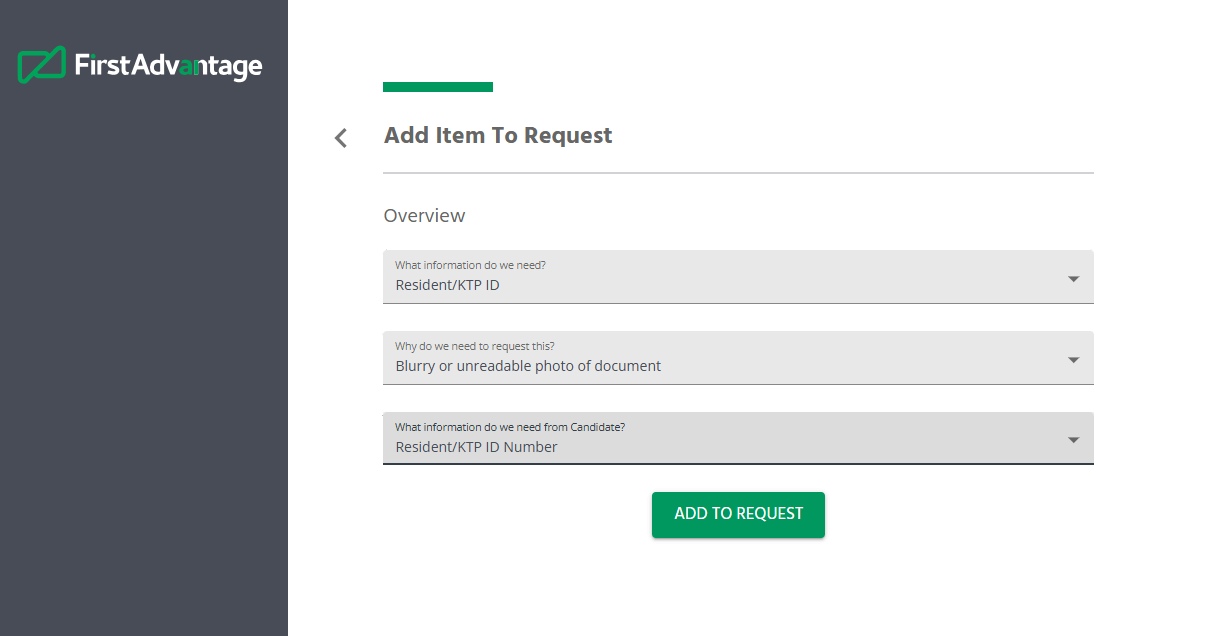 FirstAdvantage
Add Item To Request
Overview
What information do we need?
Resident/KTP ID
Why do we need to request this?
Blurry or unreadable photo of document
What information do we need from Candidate?
Resident/KTP ID Number
ADD TO REQUEST